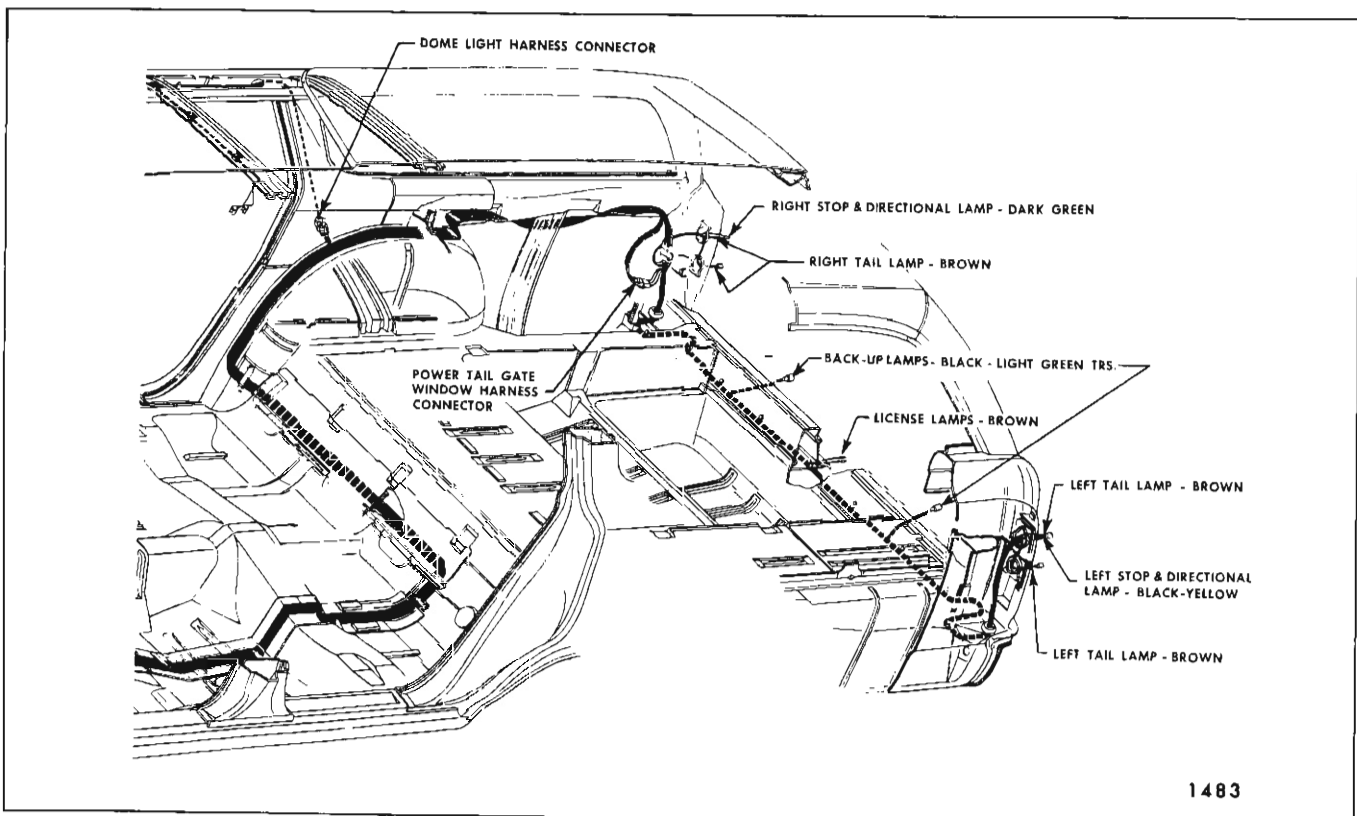 DOME LIGHT HARNESS CONNECTOR
RIGHT STOP & DIRECTIONAL LAMP - DARK GREEN
RIGHT TAIL LAMP - BROWN
BACK-UP LAMPS - BLACK - LIGHT GREEN TRS.
POWER TAIL GATE
WINDOW HARNESS
CONNECTOR
LICENSE LAMPS - BROWN
LEFT TAIL LAMP - BROWN
LEFT STOP & DIRECTIONAL
LAMP - BLACK-YELLOW
LEFT TAIL LAMP - BROWN
1483